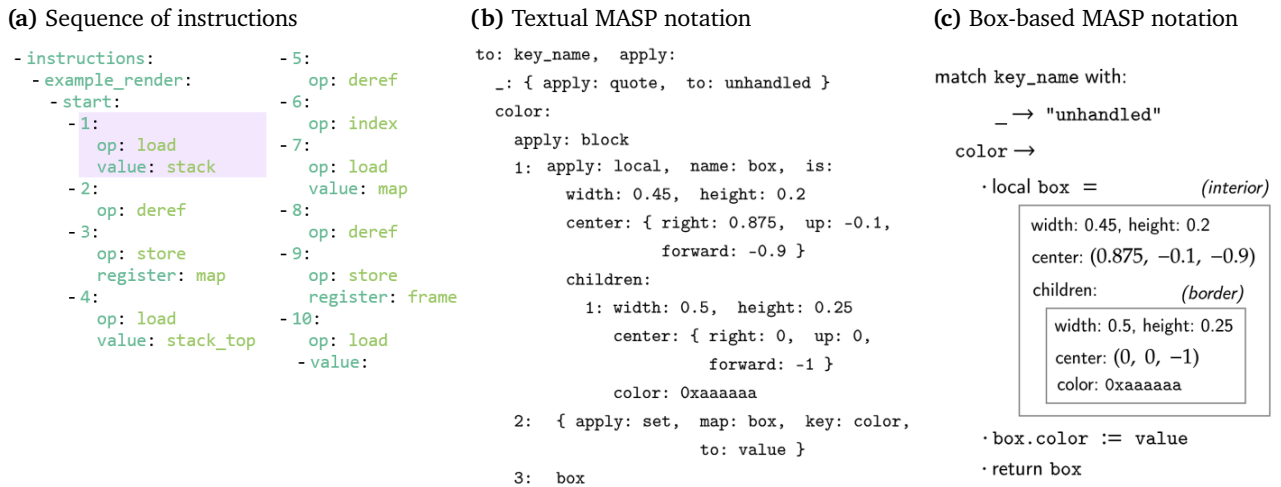 (a) Sequence of instructions
- instructions:
- example_render:
- start:
- 1:
op: load
value: stack
- 2:
op: deref
- 3:
op: store
register: map
- 4:
op: load
value: stack_top
- 5:
op: deref
- 6:
op: index
- 7:
op: load
value: map
- 8:
op: deref
- 9:
op: store
register: frame
- 10:
op: load
- value:
(b) Textual MASP notation
to: key_name, apply:
_: { apply: quote, to: unhandled }
color:
apply: block
1: apply: local, name: box, is:
width: 0.45, height: 0.2
center: { right: 0.875, up: -0.1,
forward: -0.9 }
children:
1: width: 0.5, height: 0.25
center: { right: 0, up: 0,
forward: -1 }
color: 0xaaaaaa
2: { apply: set, map: box, key: color,
to: value }
3: box
(c) Box-based MASP notation
match key_name with:
_ → "unhandled"
color →
· local box = (interior)
width: 0.45, height: 0.2
center: (0.875, −0.1, −0.9)
children: (border)
width: 0.5, height: 0.25
center: (0, 0, −1)
color: 0xaaaaaa
· box.color := value
· return box